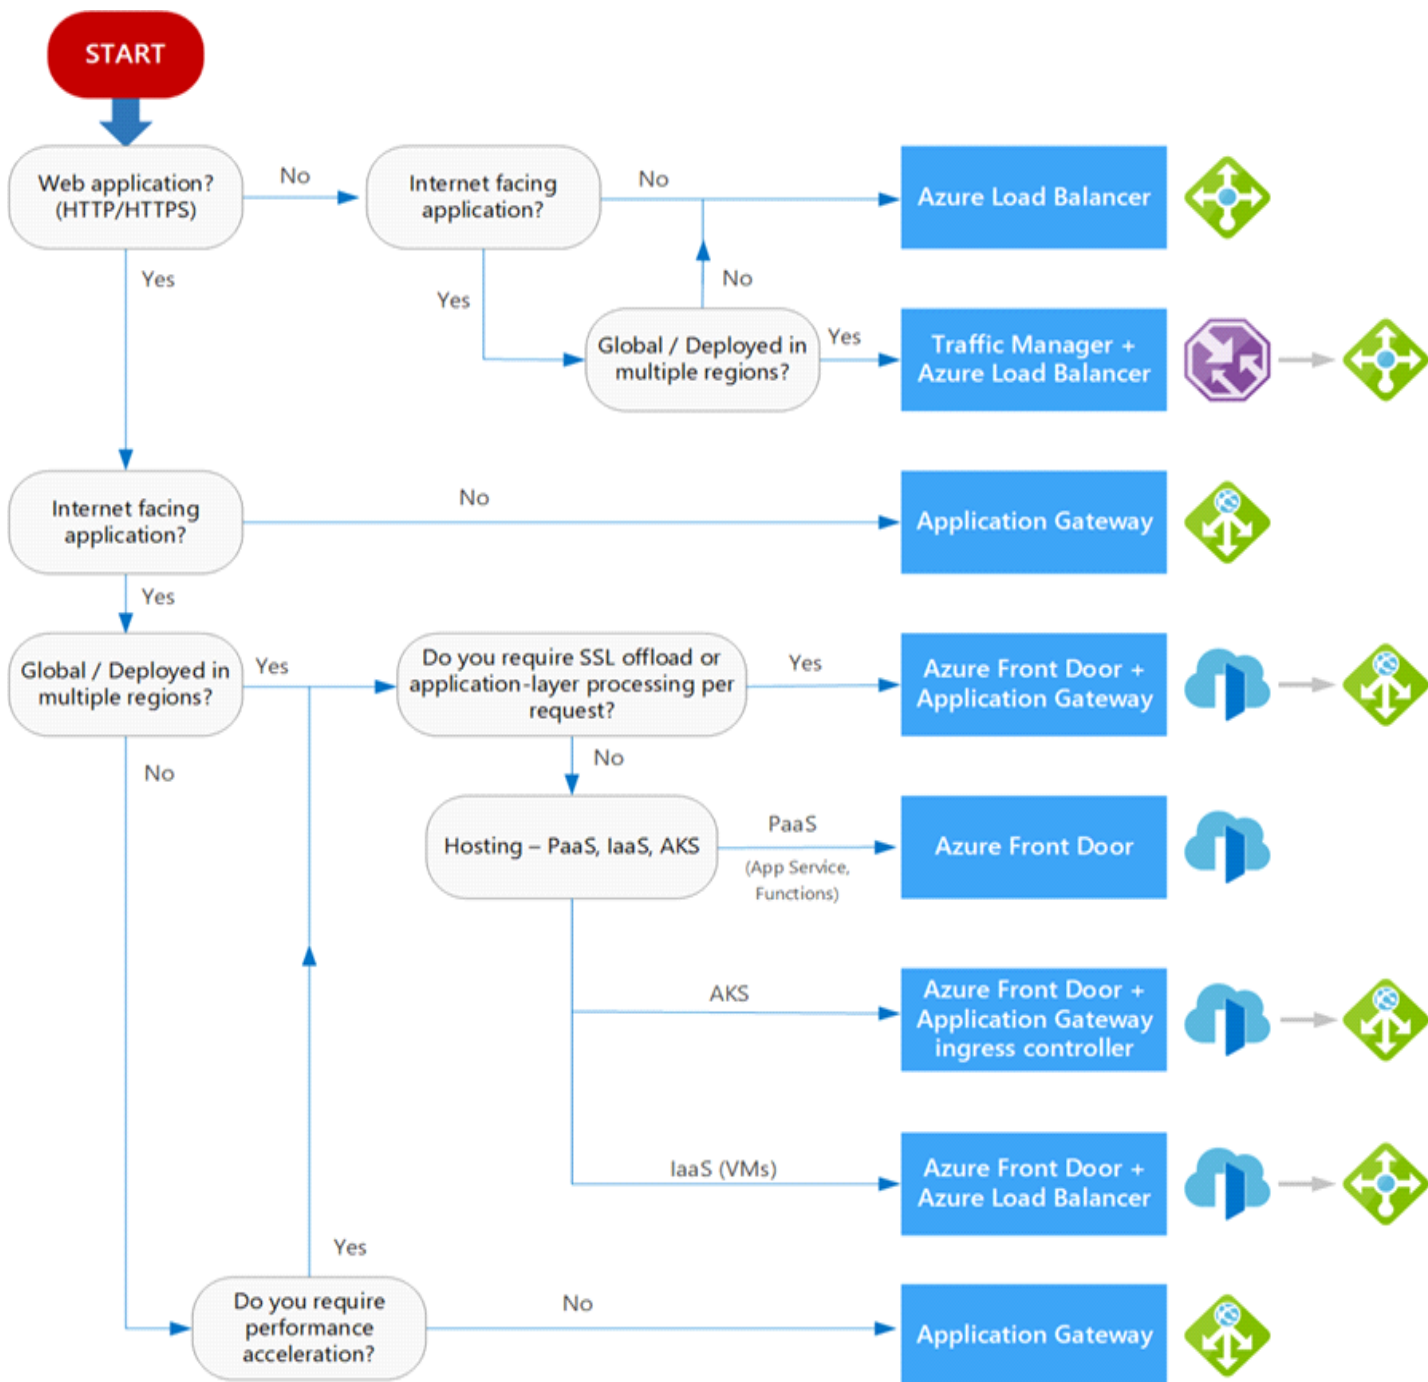 START
Web application?
(HTTP/HTTPS)
No
Internet facing
application?
No
Azure Load Balancer
Yes
Yes
No
Global / Deployed in
multiple regions?
Yes
Traffic Manager +
Azure Load Balancer
Internet facing
application?
No
Application Gateway
Yes
Global / Deployed in
multiple regions?
Yes
Do you require SSL offload or
application-layer processing per
request?
Yes
Azure Front Door +
Application Gateway
No
No
Hosting – PaaS, IaaS, AKS
PaaS
(App Service,
Functions)
Azure Front Door
AKS
Azure Front Door +
Application Gateway
ingress controller
IaaS (VMs)
Azure Front Door +
Azure Load Balancer
Yes
Do you require
performance
acceleration?
No
Application Gateway